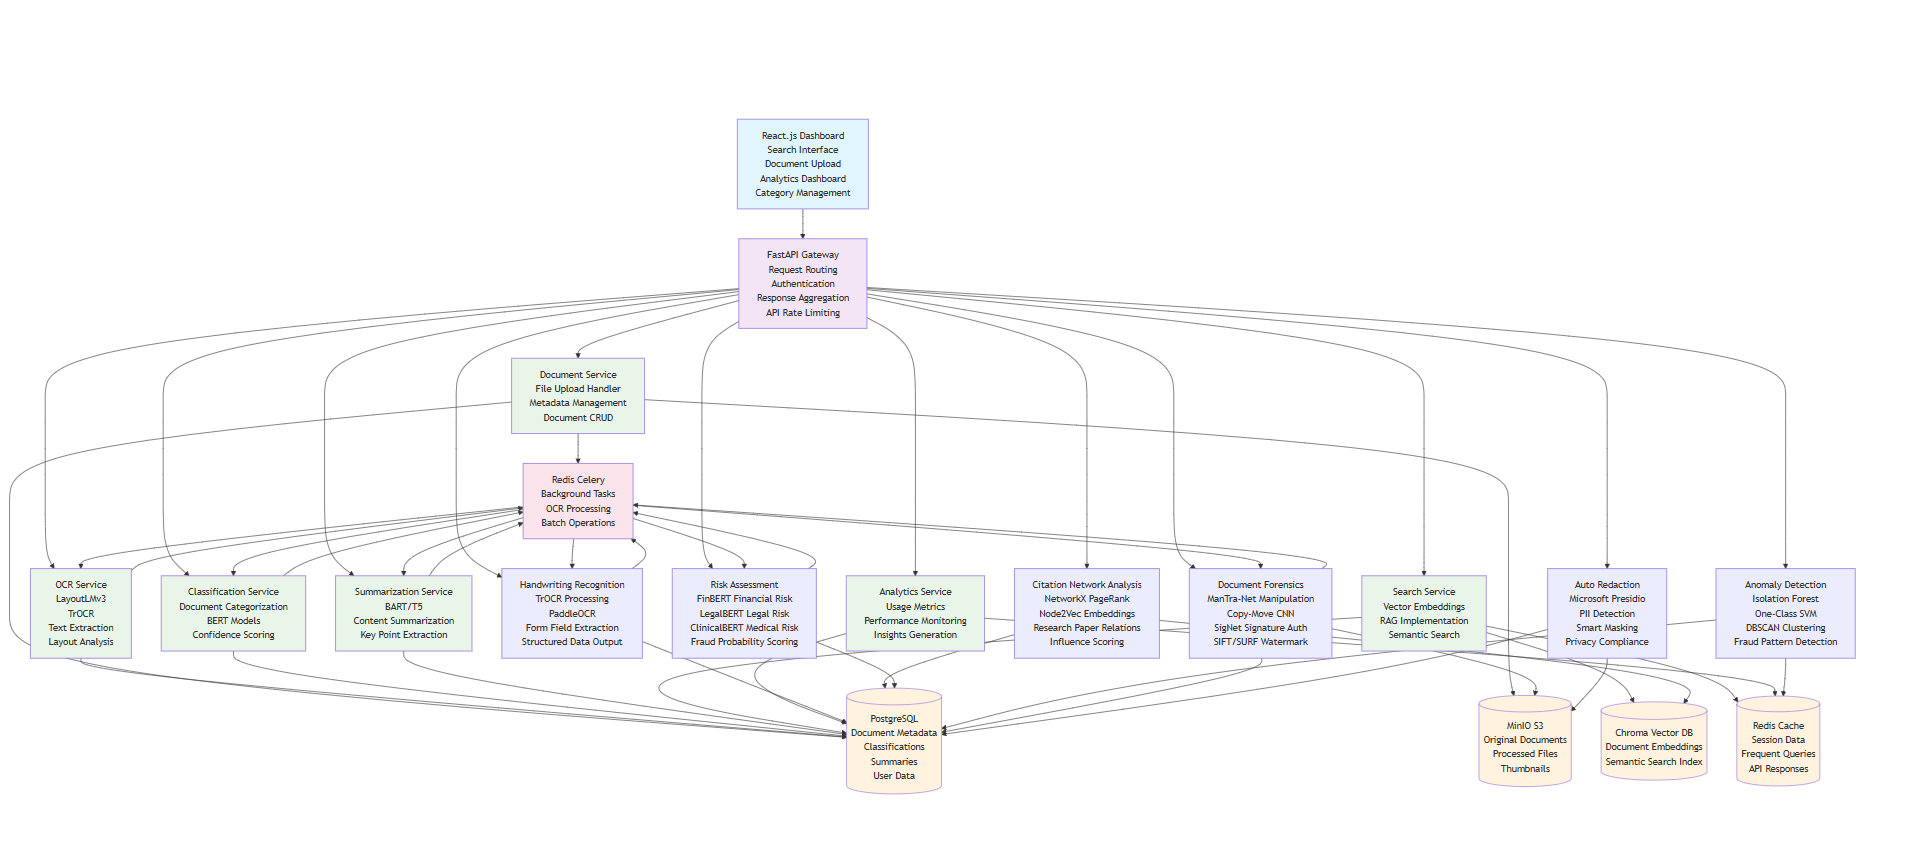 React.js Dashboard
Search Interface
Document Upload
Analytics Dashboard
Category Management
FastAPI Gateway
Request Routing
Authentication
Response Aggregation
API Rate Limiting
Document Service
File Upload Handler
Metadata Management
Document CRUD
Redis Celery
Background Tasks
OCR Processing
Batch Operations
OCR Service
LayoutLMv3
TrOCR
Text Extraction
Layout Analysis
Classification Service
Document Categorization
BERT Models
Confidence Scoring
Summarization Service
BART/T5
Content Summarization
Key Point Extraction
Handwriting Recognition
TrOCR Processing
PaddleOCR
Form Field Extraction
Structured Data Output
Risk Assessment
FinBERT Financial Risk
LegalBERT Legal Risk
ClinicalBERT Medical Risk
Fraud Probability Scoring
Analytics Service
Usage Metrics
Performance Monitoring
Insights Generation
Citation Network Analysis
NetworkX PageRank
Node2Vec Embeddings
Research Paper Relations
Influence Scoring
Document Forensics
ManTra-Net Manipulation
Copy-Move CNN
SigNet Signature Auth
SIFT/SURF Watermark
Search Service
Vector Embeddings
RAG Implementation
Semantic Search
Auto Redaction
Microsoft Presidio
PII Detection
Smart Masking
Privacy Compliance
Anomaly Detection
Isolation Forest
One-Class SVM
DBSCAN Clustering
Fraud Pattern Detection
PostgreSQL
Document Metadata
Classifications
Summaries
User Data
MinIO S3
Original Documents
Processed Files
Thumbnails
Chroma Vector DB
Document Embeddings
Semantic Search Index
Redis Cache
Session Data
Frequent Queries
API Responses